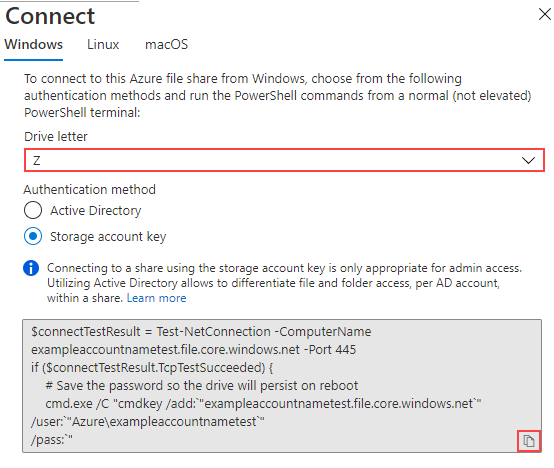 Connect
Windows Linux macOS
To connect to this Azure file share from Windows, choose from the following
authentication methods and run the PowerShell commands from a normal (not elevated)
PowerShell terminal:
Drive letter
Z
Authentication method
Active Directory
Storage account key
Connecting to a share using the storage account key is only appropriate for admin access.
Utilizing Active Directory allows to differentiate file and folder access, per AD account,
within a share. Learn more
$connectTestResult = Test-NetConnection -ComputerName
exampleaccountnametest.file.core.windows.net -Port 445
if ($connectTestResult.TcpTestSucceeded) {
# Save the password so the drive will persist on reboot
cmd.exe /C "cmdkey /add:`"exampleaccountnametest.file.core.windows.net`"
/user:`"Azure\exampleaccountnametest`"
/pass:`"